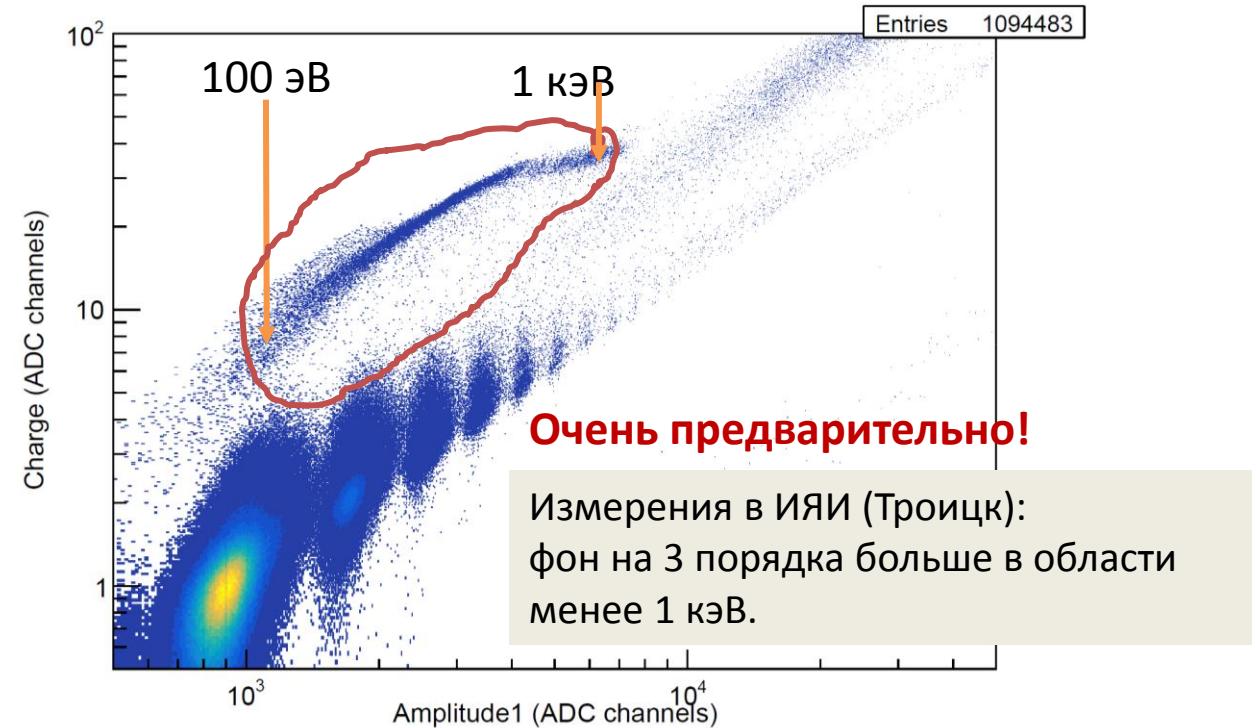 Entries 1094483
10²
100 эВ
1 кэВ
10
1
Charge (ADC channels)
Очень предварительно!
Измерения в ИЯИ (Троицк):
фон на 3 порядка больше в области
менее 1 кэВ.
10³
10⁴
Amplitude1 (ADC channels)